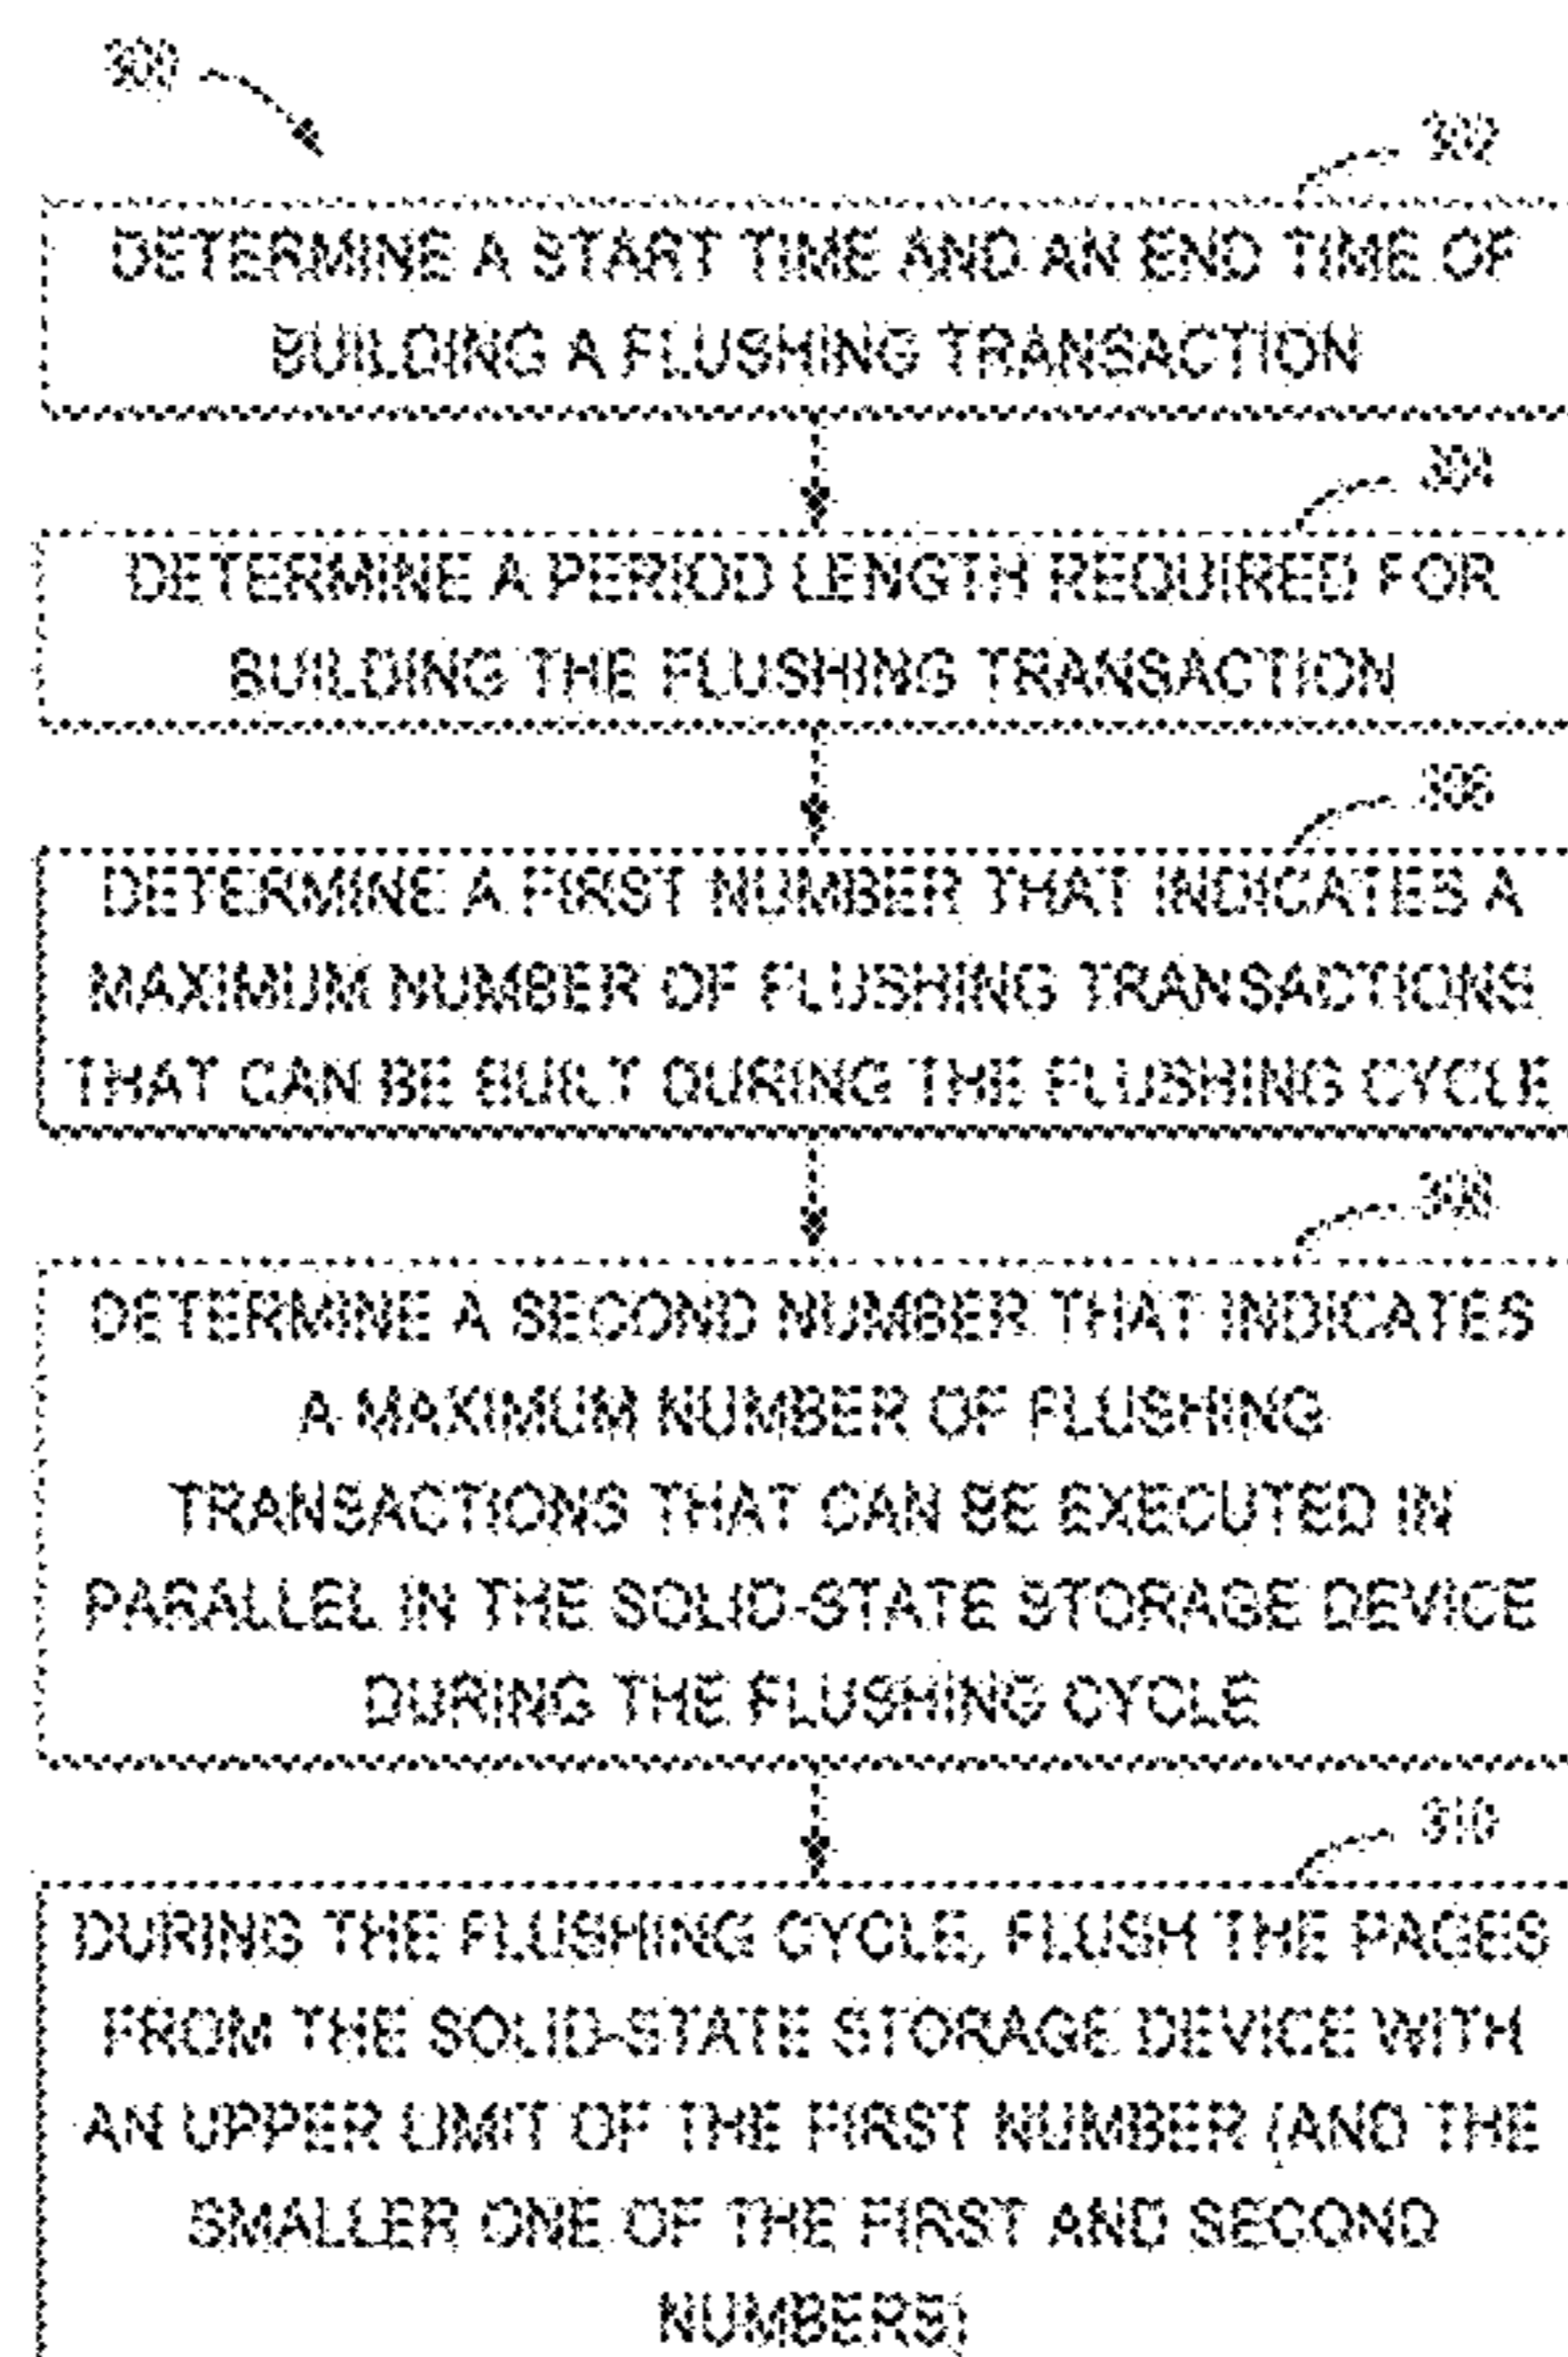 300
302
DETERMINE A START TIME AND AN END TIME OF
BUILDING A FLUSHING TRANSACTION
304
DETERMINE A PERIOD LENGTH REQUIRED FOR
BUILDING THE FLUSHING TRANSACTION
306
DETERMINE A FIRST NUMBER THAT INDICATES A
MAXIMUM NUMBER OF FLUSHING TRANSACTIONS
THAT CAN BE BUILT DURING THE FLUSHING CYCLE
308
DETERMINE A SECOND NUMBER THAT INDICATES
A MAXIMUM NUMBER OF FLUSHING
TRANSACTIONS THAT CAN BE EXECUTED IN
PARALLEL IN THE SOLID-STATE STORAGE DEVICE
DURING THE FLUSHING CYCLE
310
DURING THE FLUSHING CYCLE, FLUSH THE PAGES
FROM THE SOLID-STATE STORAGE DEVICE WITH
AN UPPER LIMIT OF THE FIRST NUMBER (AND THE
SMALLER ONE OF THE FIRST AND SECOND
NUMBERS)